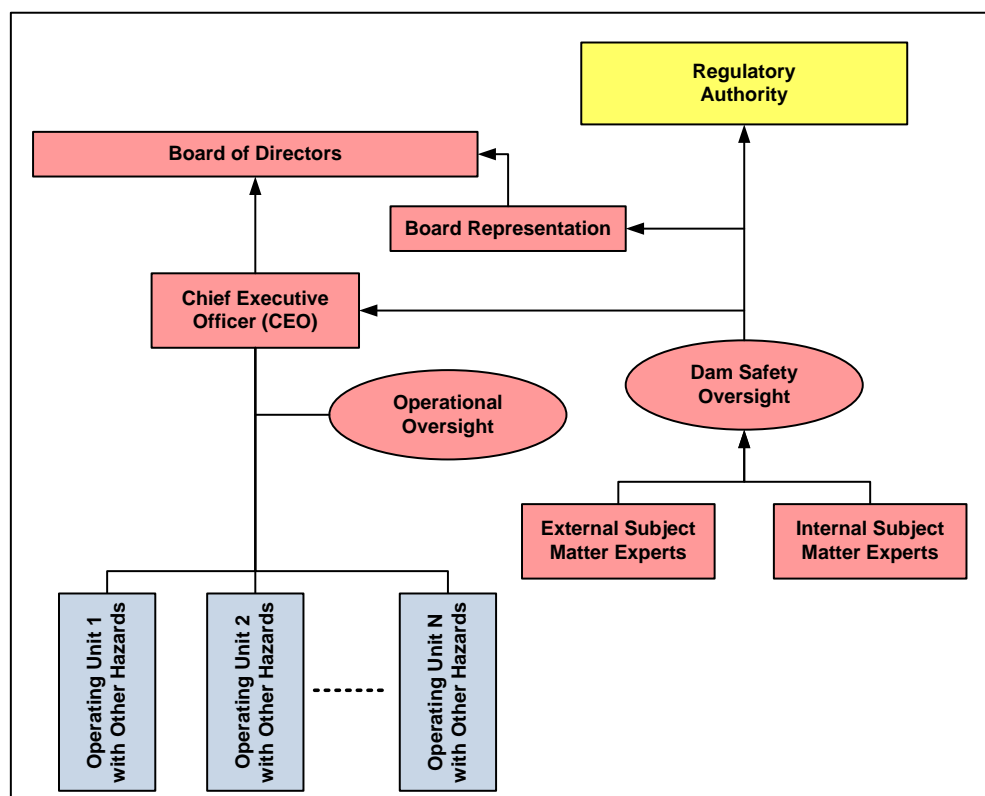 Regulatory
Authority
Board of Directors
Board Representation
Chief Executive
Officer (CEO)
Dam Safety
Oversight
Operational
Oversight
External Subject
Matter Experts
Internal Subject
Matter Experts
Operating Unit 1
with Other Hazards
Operating Unit 2
with Other Hazards
Operating Unit N
with Other Hazards